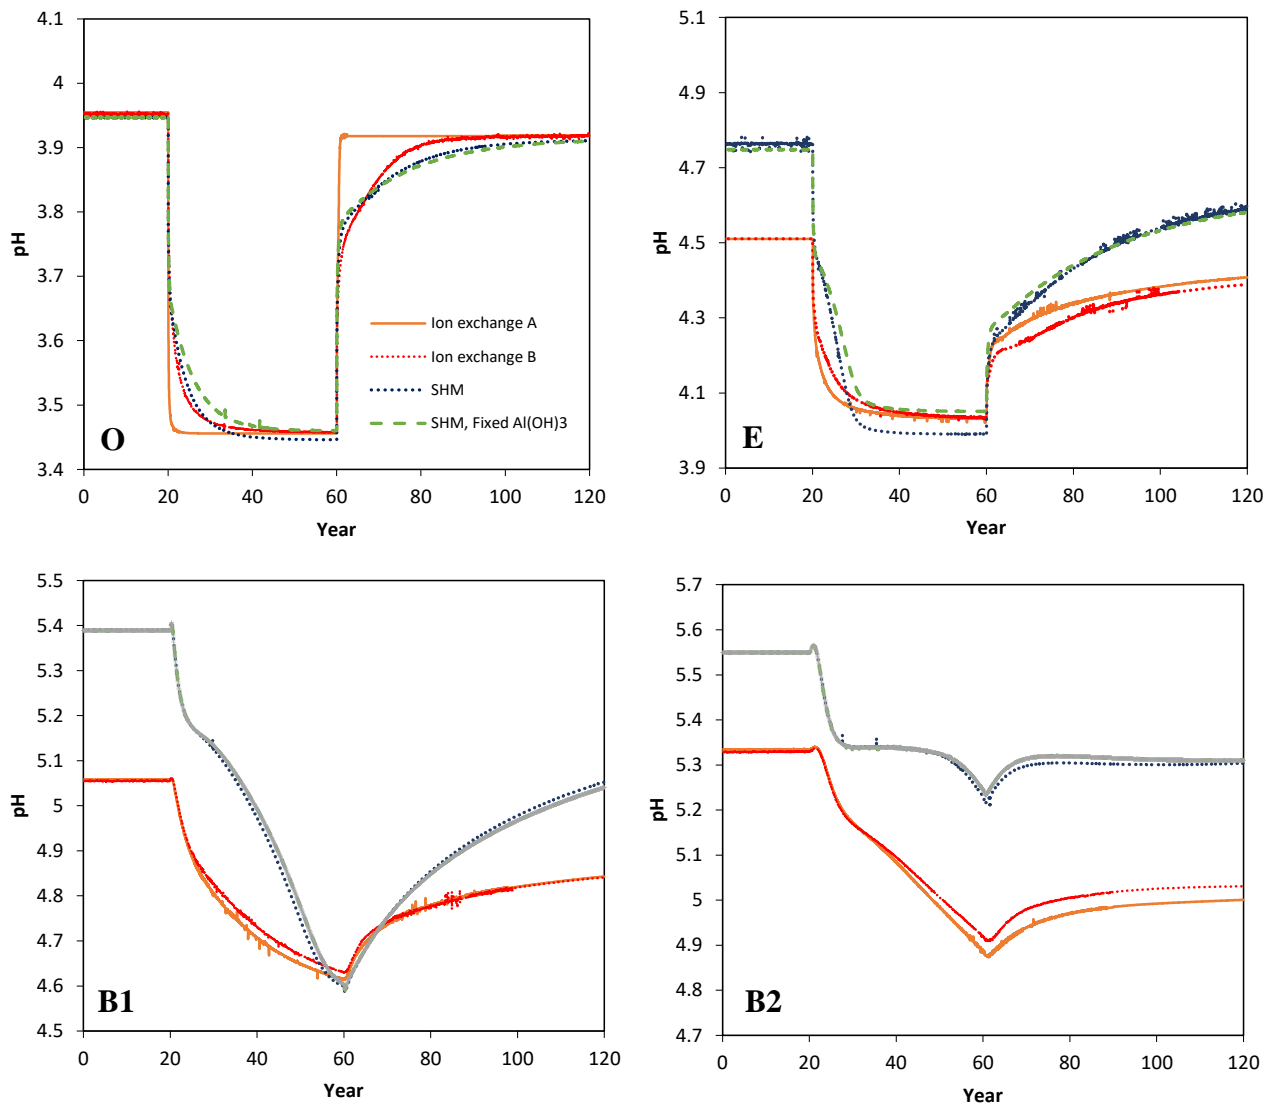 4.1
4
3.9
3.8
3.7
3.6
3.5
3.4
pH
0 20 40 60 80 100 120
Year
Ion exchange A
Ion exchange B
SHM
SHM, Fixed Al(OH)3
O
5.1
4.9
4.7
4.5
4.3
4.1
3.9
pH
0 20 40 60 80 100 120
Year
E
5.5
5.4
5.3
5.2
5.1
5
4.9
4.8
4.7
4.6
4.5
pH
0 20 40 60 80 100 120
Year
B1
5.7
5.6
5.5
5.4
5.3
5.2
5.1
5
4.9
4.8
4.7
pH
0 20 40 60 80 100 120
Year
B2